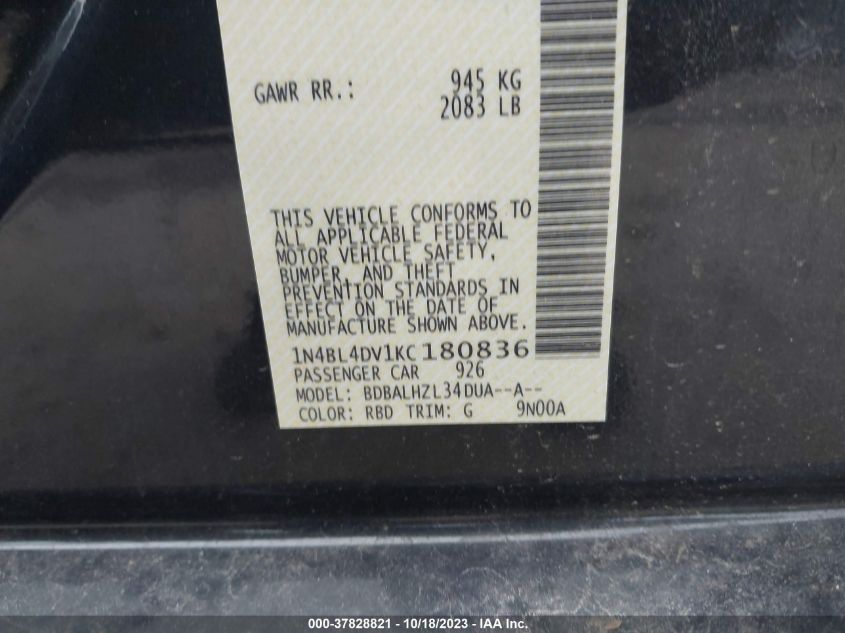 GAWR RR.: 945 KG
2083 LB
THIS VEHICLE CONFORMS TO
ALL APPLICABLE FEDERAL
MOTOR VEHICLE SAFETY,
BUMPER, AND THEFT
PREVENTION STANDARDS IN
EFFECT ON THE DATE OF
MANUFACTURE SHOWN ABOVE.
1N4BL4DV1KC180836
PASSENGER CAR 926
MODEL: BDBALHZL34DUA--A--
COLOR: RBD TRIM: G 9N00A
000-37828821 - 10/18/2023 - IAA Inc.